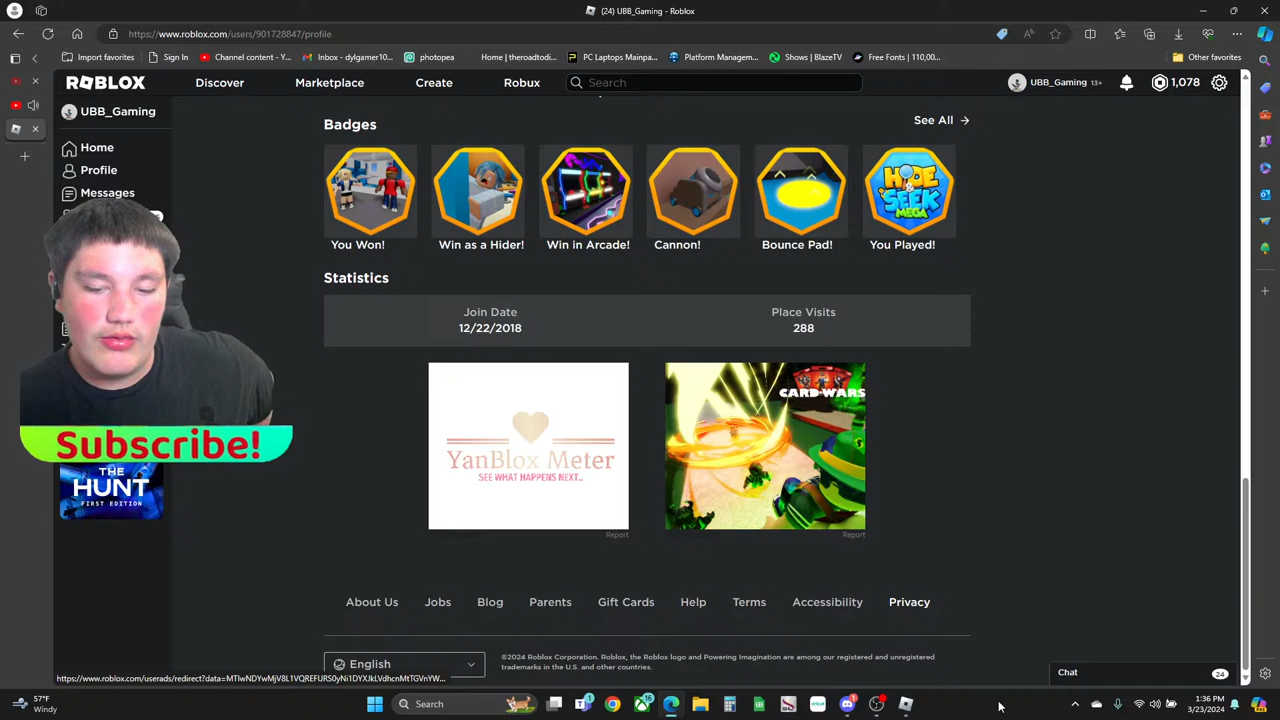 (24) UBB_Gaming - Roblox
https://www.roblox.com/users/901728847/profile
Import favorites
Sign In
Channel content - Y...
Inbox - dylgamer10...
photopea
Home | theroadtodi...
PC Laptops Mainpa...
Platform Managem...
Shows | BlazeTV
Free Fonts | 110,00...
Other favorites
ROBLOX
Discover
Marketplace
Create
Robux
Search
UBB_Gaming 13+
1,078
UBB_Gaming
Home
Profile
Messages
Badges
See All
You Won!
Win as a Hider!
Win in Arcade!
Cannon!
Bounce Pad!
HIDE & SEEK MEGA
You Played!
Statistics
Join Date
12/22/2018
Place Visits
288
YanBlox Meter
SEE WHAT HAPPENS NEXT..
CARD WARS
Report
Report
Subscribe!
THE HUNT
FIRST EDITION
About Us
Jobs
Blog
Parents
Gift Cards
Help
Terms
Accessibility
Privacy
English
©2024 Roblox Corporation. Roblox, the Roblox logo and Powering Imagination are among our registered and unregistered
trademarks in the U.S. and other countries.
Chat
24
57°F
Windy
Search
1:36 PM
3/23/2024